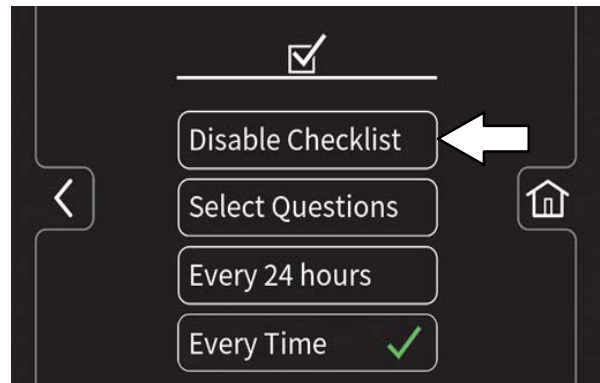 Disable Checklist
Select Questions
Every 24 hours
Every Time